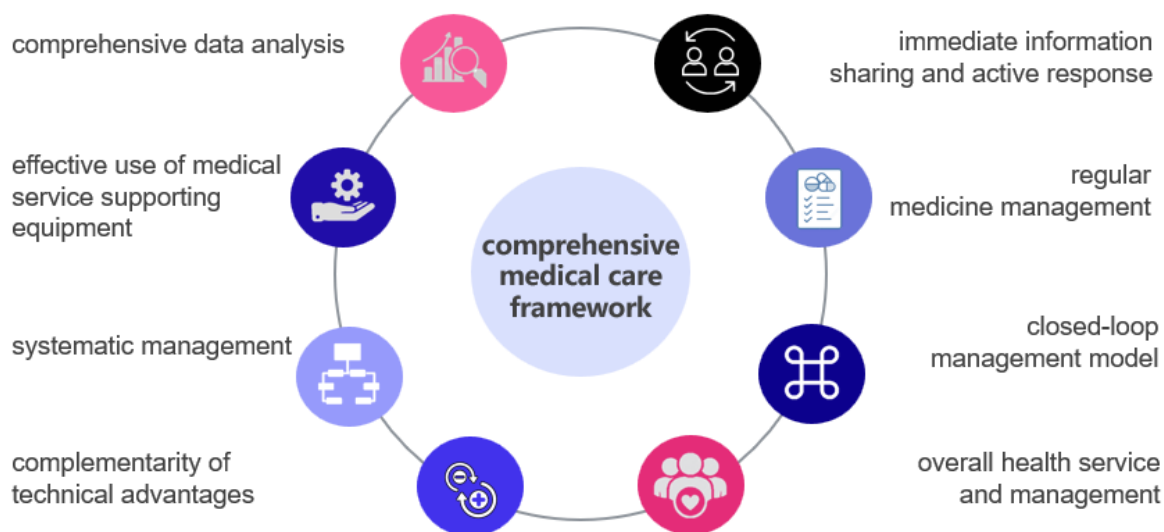 comprehensive data analysis
immediate information
sharing and active response
effective use of medical
service supporting
equipment
regular
medicine management
comprehensive
medical care
framework
systematic management
closed-loop
management model
complementarity of
technical advantages
overall health service
and management